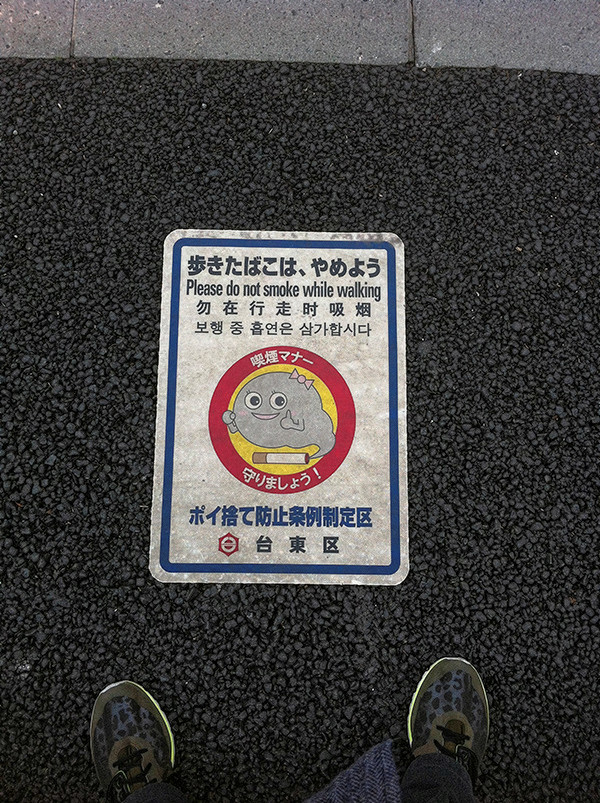 歩きたばこは、やめよう
Please do not smoke while walking
勿在行走时吸烟
보행 중 흡연은 삼가합시다
喫煙マナー
守りましょう!
ポイ捨て防止条例制定区
台東区